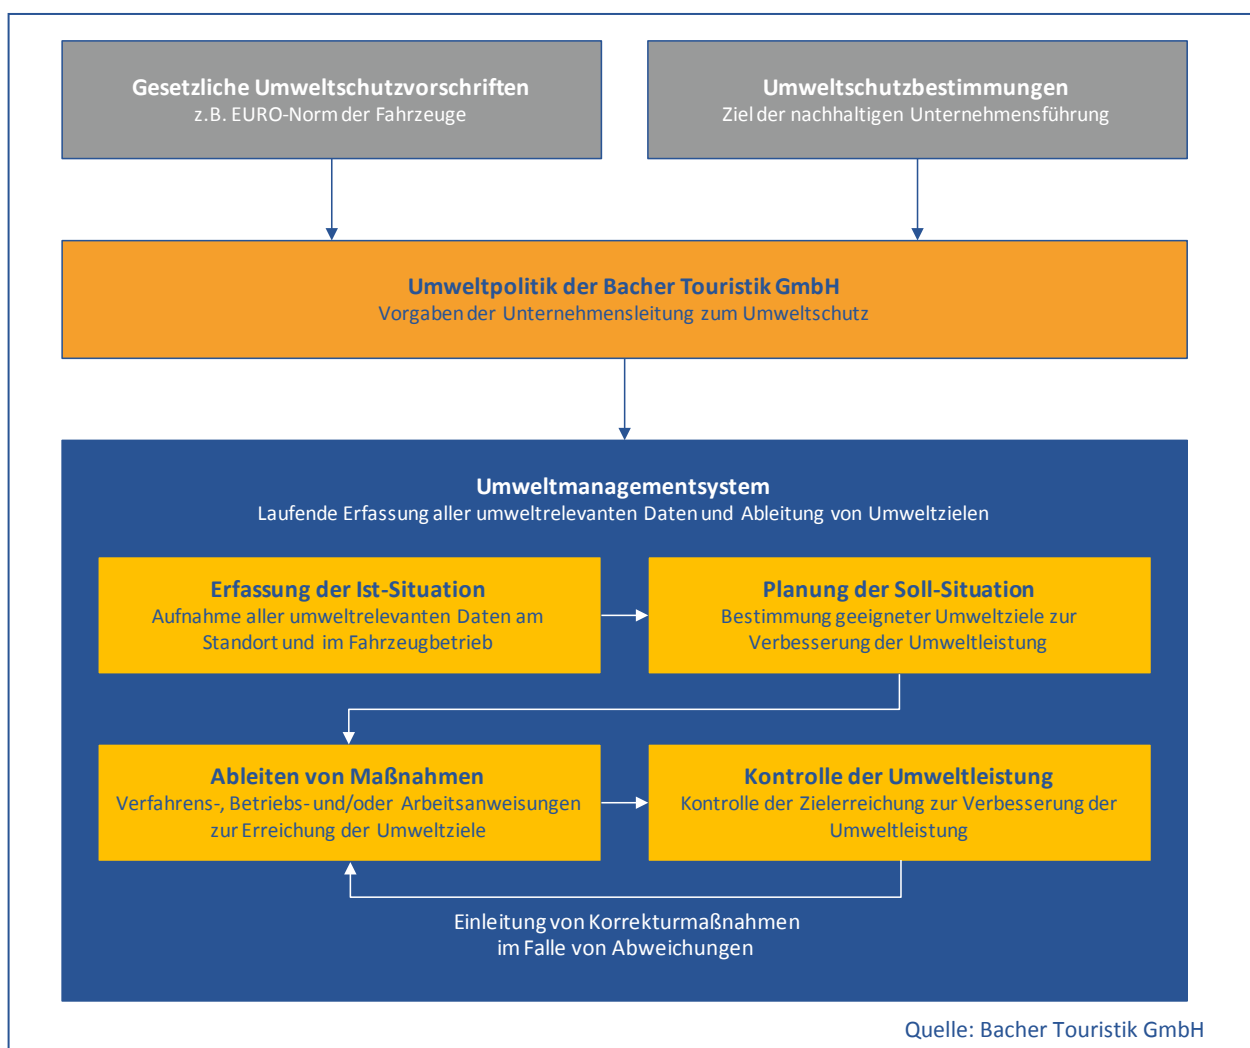 Gesetzliche Umweltschutzvorschriften
z.B. EURO-Norm der Fahrzeuge
Umweltschutzbestimmungen
Ziel der nachhaltigen Unternehmensführung
Umweltpolitik der Bacher Touristik GmbH
Vorgaben der Unternehmensleitung zum Umweltschutz
Umweltmanagementsystem
Laufende Erfassung aller umweltrelevanten Daten und Ableitung von Umweltzielen
Erfassung der Ist-Situation
Aufnahme aller umweltrelevanten Daten am
Standort und im Fahrzeugbetrieb
Planung der Soll-Situation
Bestimmung geeigneter Umweltziele zur
Verbesserung der Umweltleistung
Ableiten von Maßnahmen
Verfahrens-, Betriebs- und/oder Arbeitsanweisungen
zur Erreichung der Umweltziele
Kontrolle der Umweltleistung
Kontrolle der Zielerreichung zur Verbesserung der
Umweltleistung
Einleitung von Korrekturmaßnahmen
im Falle von Abweichungen
Quelle: Bacher Touristik GmbH